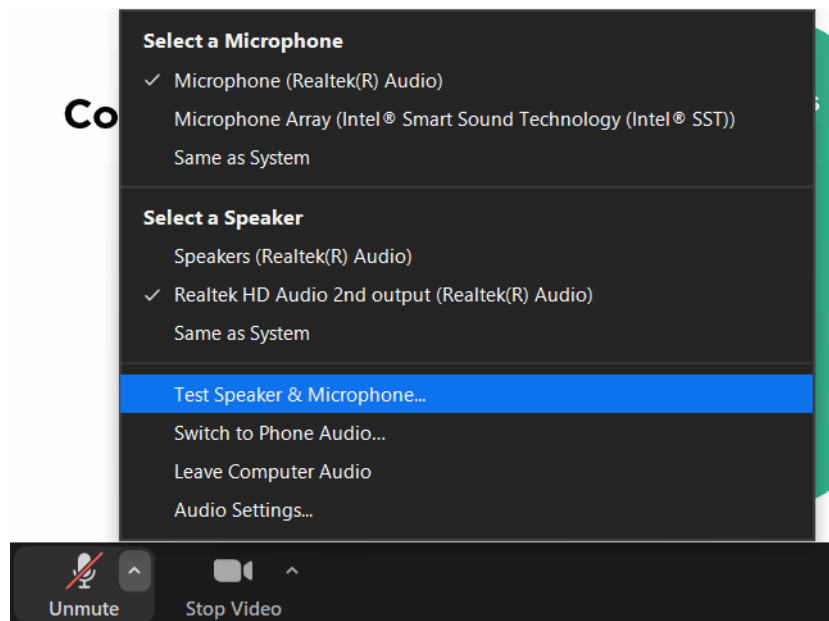 Select a Microphone
Microphone (Realtek(R) Audio)
Co
Microphone Array (Intel® Smart Sound Technology (Intel® SST))
s
Same as System
Select a Speaker
Speakers (Realtek(R) Audio)
Realtek HD Audio 2nd output (Realtek(R) Audio)
Same as System
Test Speaker & Microphone...
Switch to Phone Audio...
Leave Computer Audio
Audio Settings...
Unmute
Stop Video